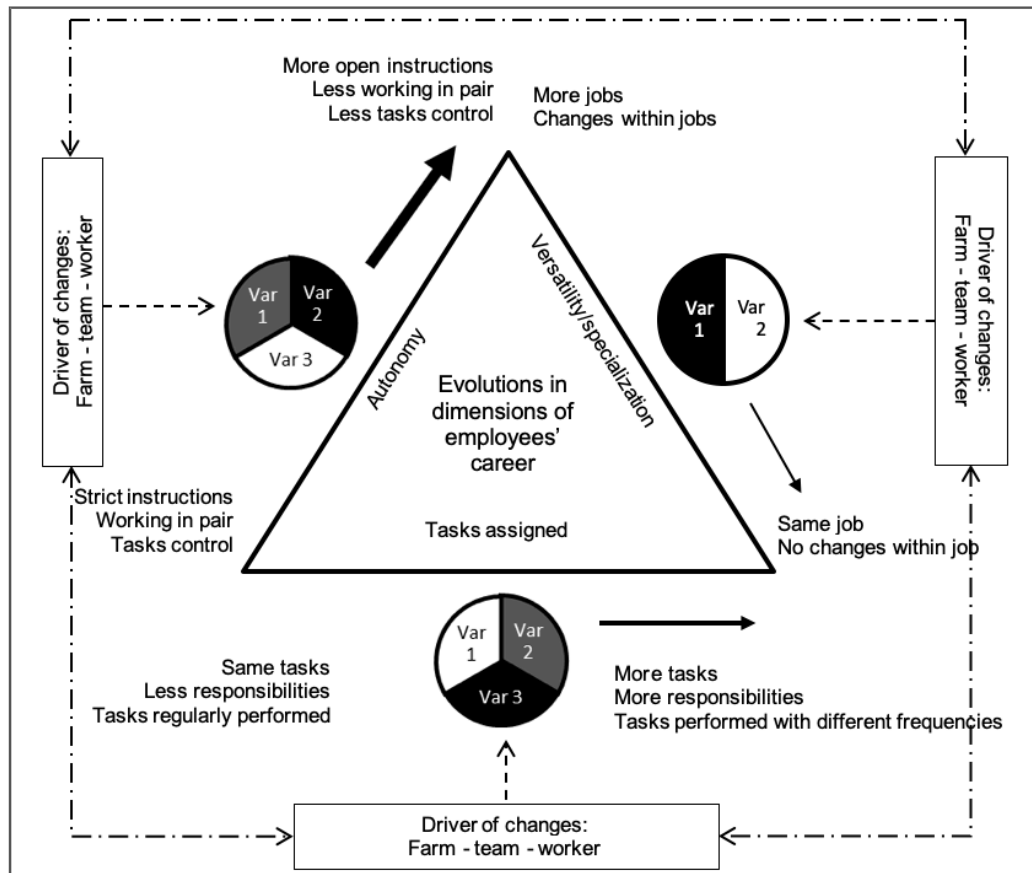 More open instructions
Less working in pair
Less tasks control
More jobs
Changes within jobs
Driver of changes:
Farm - team - worker
Var
1
Var
2
Var 3
Autonomy
Versatility/specialization
Var
1
Var
2
Driver of changes:
Farm - team - worker
Evolutions in
dimensions of
employees'
career
Strict instructions
Working in pair
Tasks control
Tasks assigned
Same job
No changes within job
Same tasks
Less responsibilities
Tasks regularly performed
Var
1
Var
2
Var 3
More tasks
More responsibilities
Tasks performed with different frequencies
Driver of changes:
Farm - team - worker